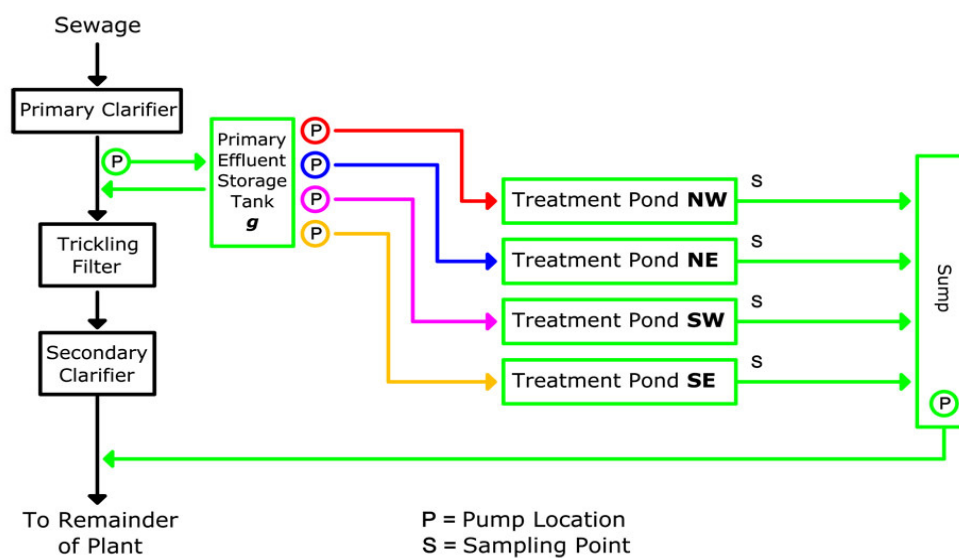 Sewage
Primary Clarifier
P
Primary
Effluent
Storage
Tank
g
P
P
P
P
Trickling
Filter
Secondary
Clarifier
To Remainder
of Plant
Treatment Pond NW
S
Treatment Pond NE
S
Treatment Pond SW
S
Treatment Pond SE
S
Sump
P
P = Pump Location
S = Sampling Point